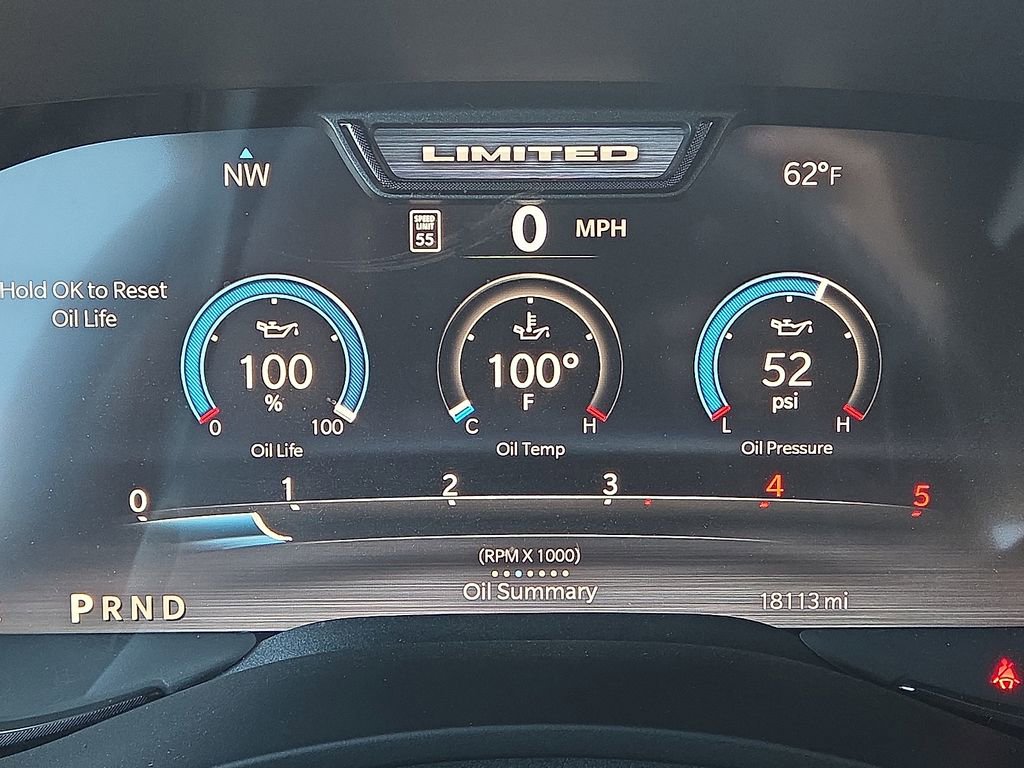 LIMITED
NW
62°F
SPEED
LIMIT
55
0 MPH
Hold OK to Reset
Oil Life
100
%
0 100
Oil Life
100°
F
C H
Oil Temp
52
psi
L H
Oil Pressure
0 1 2 3 4 5
(RPM X 1000)
Oil Summary
PRND
18113 mi